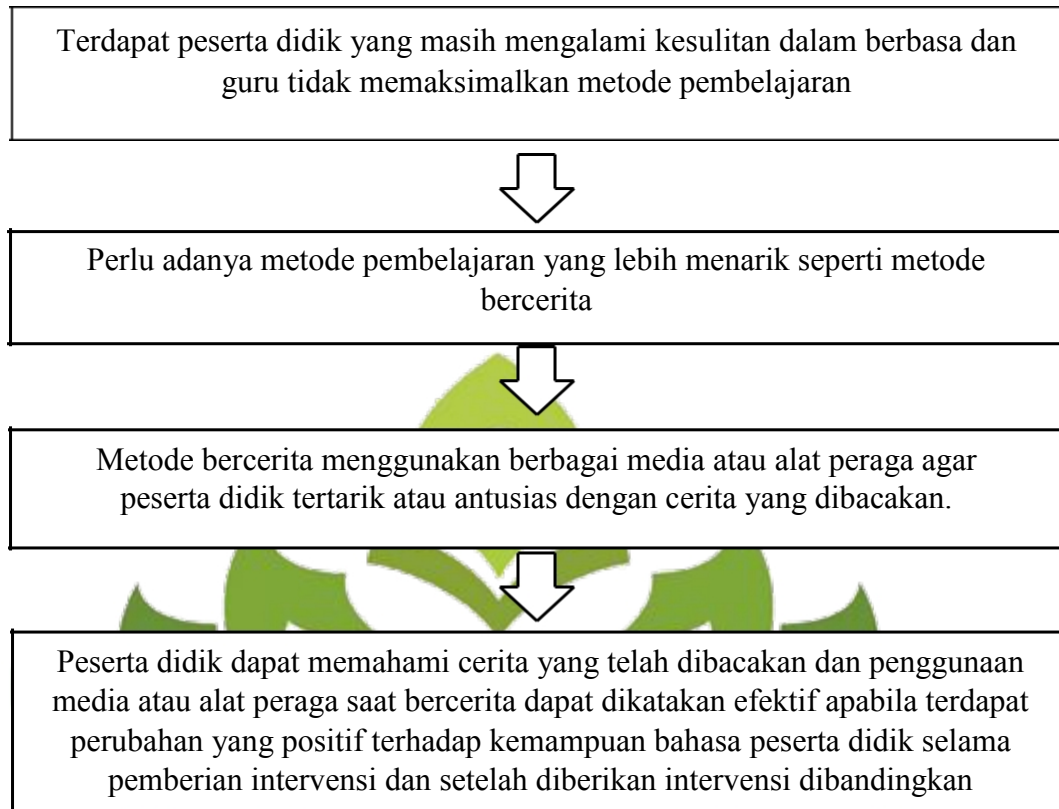 Terdapat peserta didik yang masih mengalami kesulitan dalam berbasa dan
guru tidak memaksimalkan metode pembelajaran
Perlu adanya metode pembelajaran yang lebih menarik seperti metode
bercerita
Metode bercerita menggunakan berbagai media atau alat peraga agar
peserta didik tertarik atau antusias dengan cerita yang dibacakan.
Peserta didik dapat memahami cerita yang telah dibacakan dan penggunaan
media atau alat peraga saat bercerita dapat dikatakan efektif apabila terdapat
perubahan yang positif terhadap kemampuan bahasa peserta didik selama
pemberian intervensi dan setelah diberikan intervensi dibandingkan